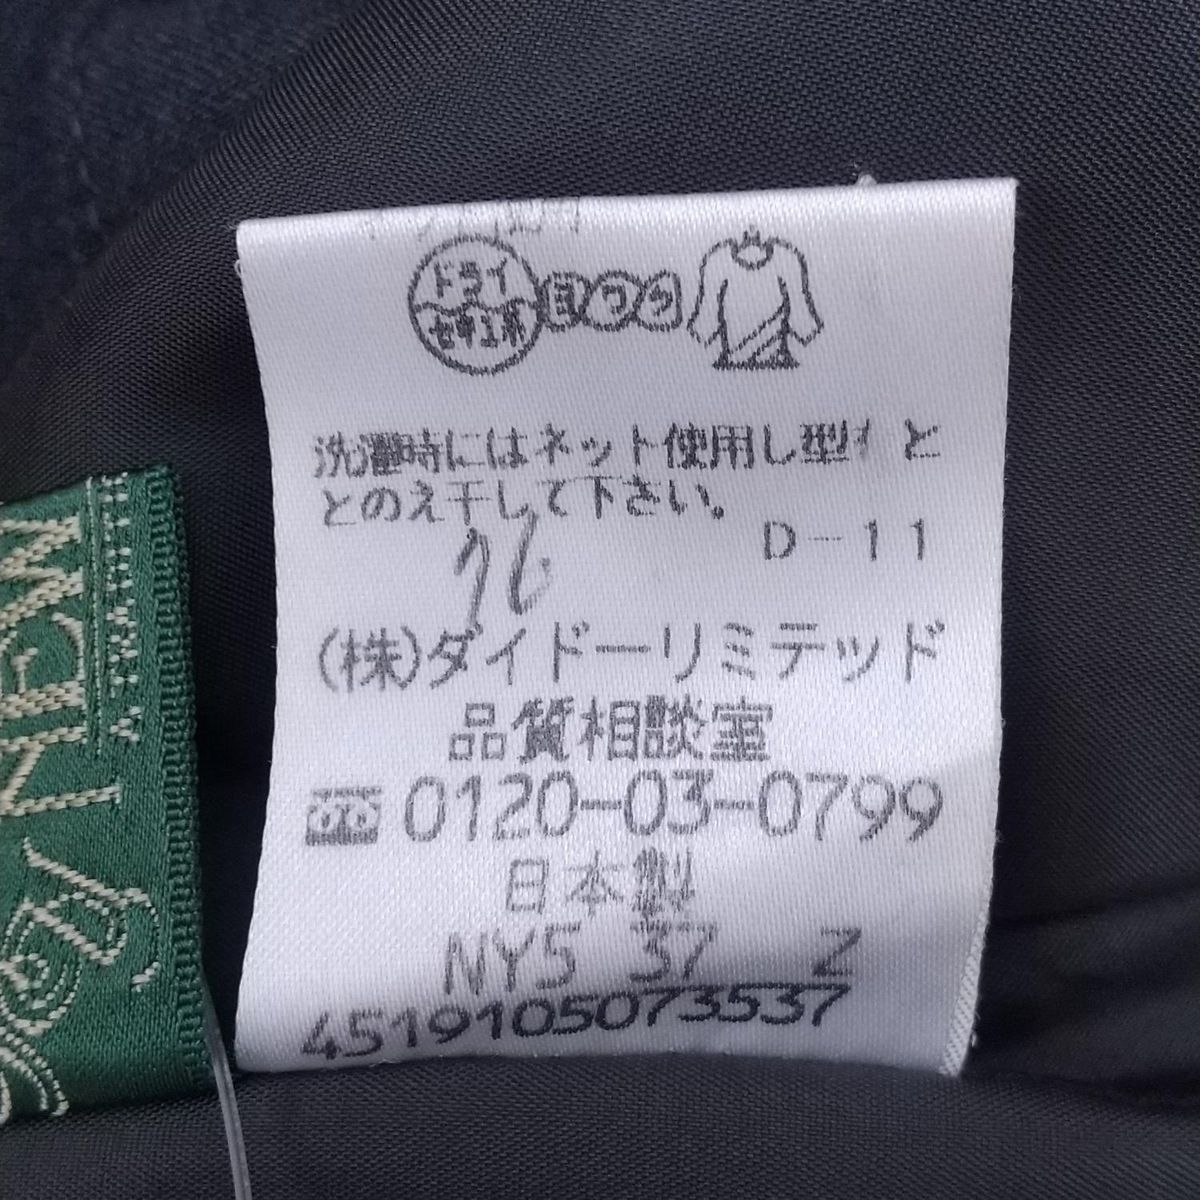 ドライ
セキユ系
ヨワク
洗濯時にはネット使用し型 と
とのえ干して下さい。
D-11
76
(株)ダイドーリミテッド
品質相談室
☎0120-03-0799
日本製
NY5 37 Z
4519105073537
NEW